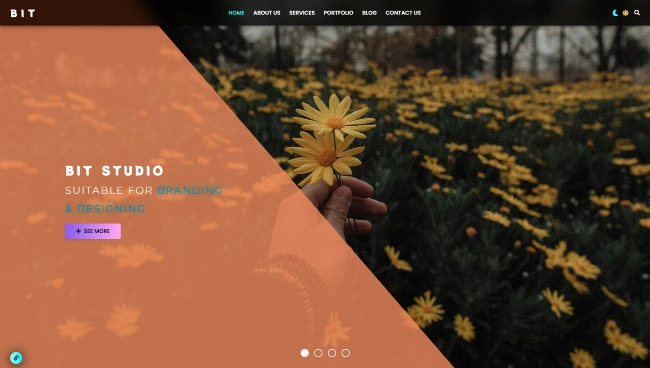 BIT
HOME ABOUT US SERVICES PORTFOLIO BLOG CONTACT US
BIT STUDIO
SUITABLE FOR BRANDING
& DESIGNING
+ SEE MORE